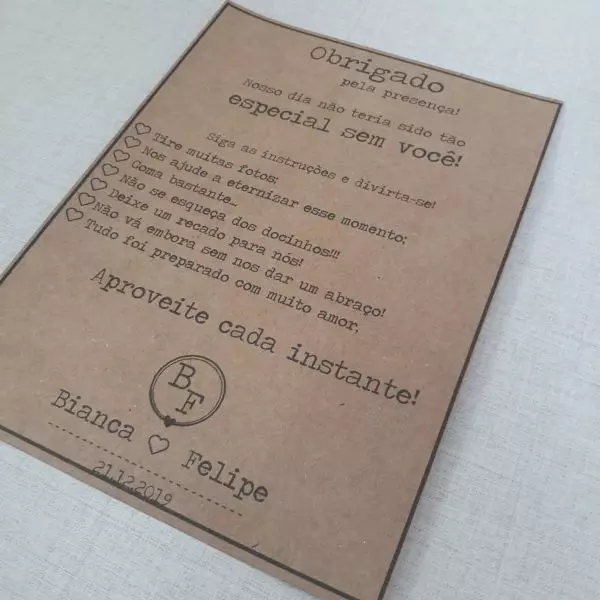 Obrigado
pela presença!
Nosso dia não teria sido tão
especial sem você!
Siga as instruções e divirta-se!
Tire muitas fotos;
Nos ajude a eternizar esse momento;
Coma bastante...
Não se esqueça dos docinhos!!!
Deixe um recado para nós!
Não vá embora sem nos dar um abraço!
Tudo foi preparado com muito amor,
Aproveite cada instante!
B
F
Bianca ♡ Felipe
21.12.2019